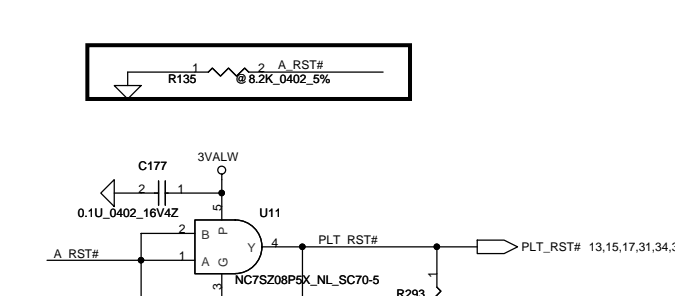 1 2 A_RST#
R135 @8.2K_0402_5%
3VALW
C177
2 1
0.1U_0402_16V4Z
5
U11
2 B P
Y 4 PLT_RST#
PLT_RST# 13,15,17,31,34,3
A_RST# 1 A G
NC7SZ08P5X_NL_SC70-5
3
1
R293